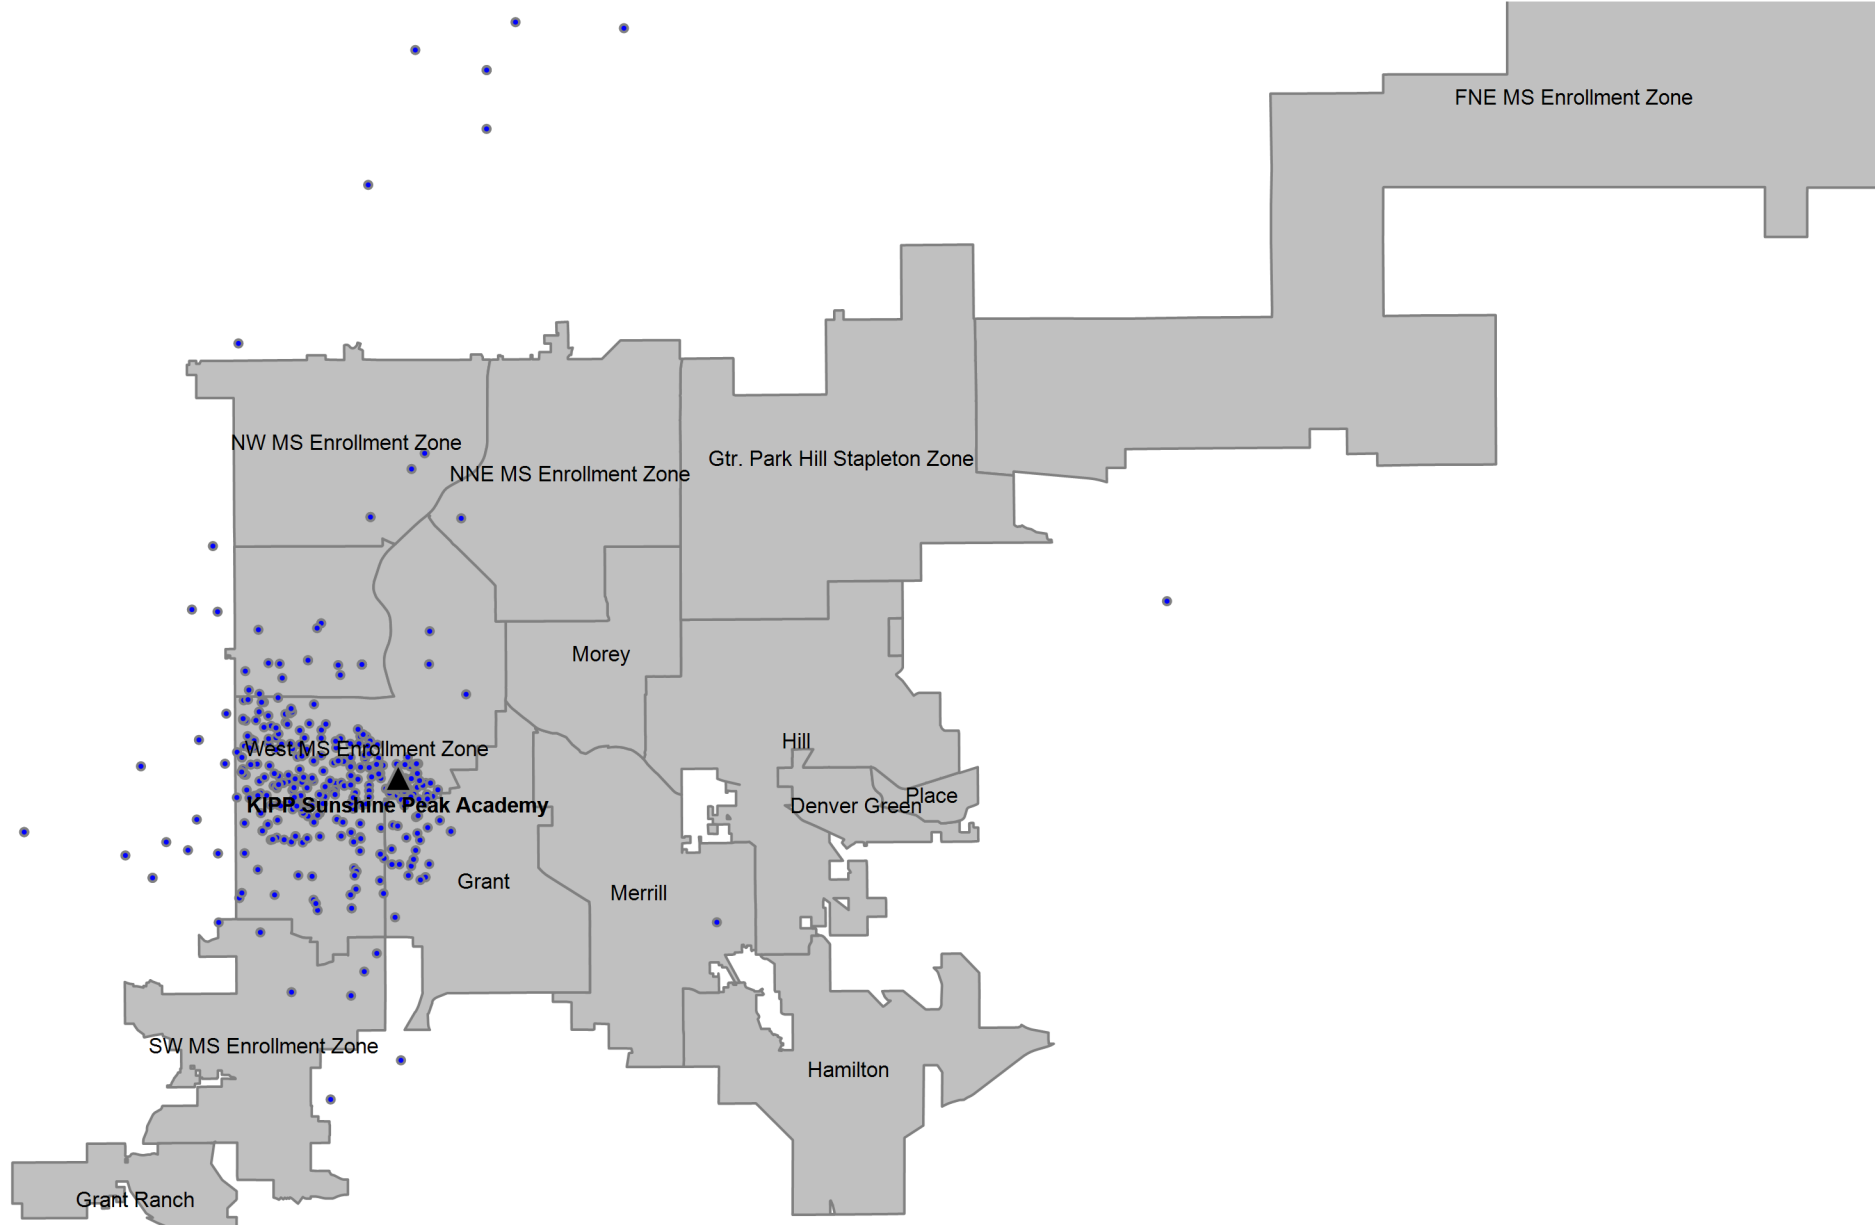 FNE MS Enrollment Zone
NW MS Enrollment Zone
Gtr. Park Hill Stapleton Zone
NNE MS Enrollment Zone
Morey
Hill
West MS Enrollment Zone
Place
KIPP Sunshine Peak Academy
Denver Green
Grant
Merrill
SW MS Enrollment Zone
Hamilton
Grant Ranch